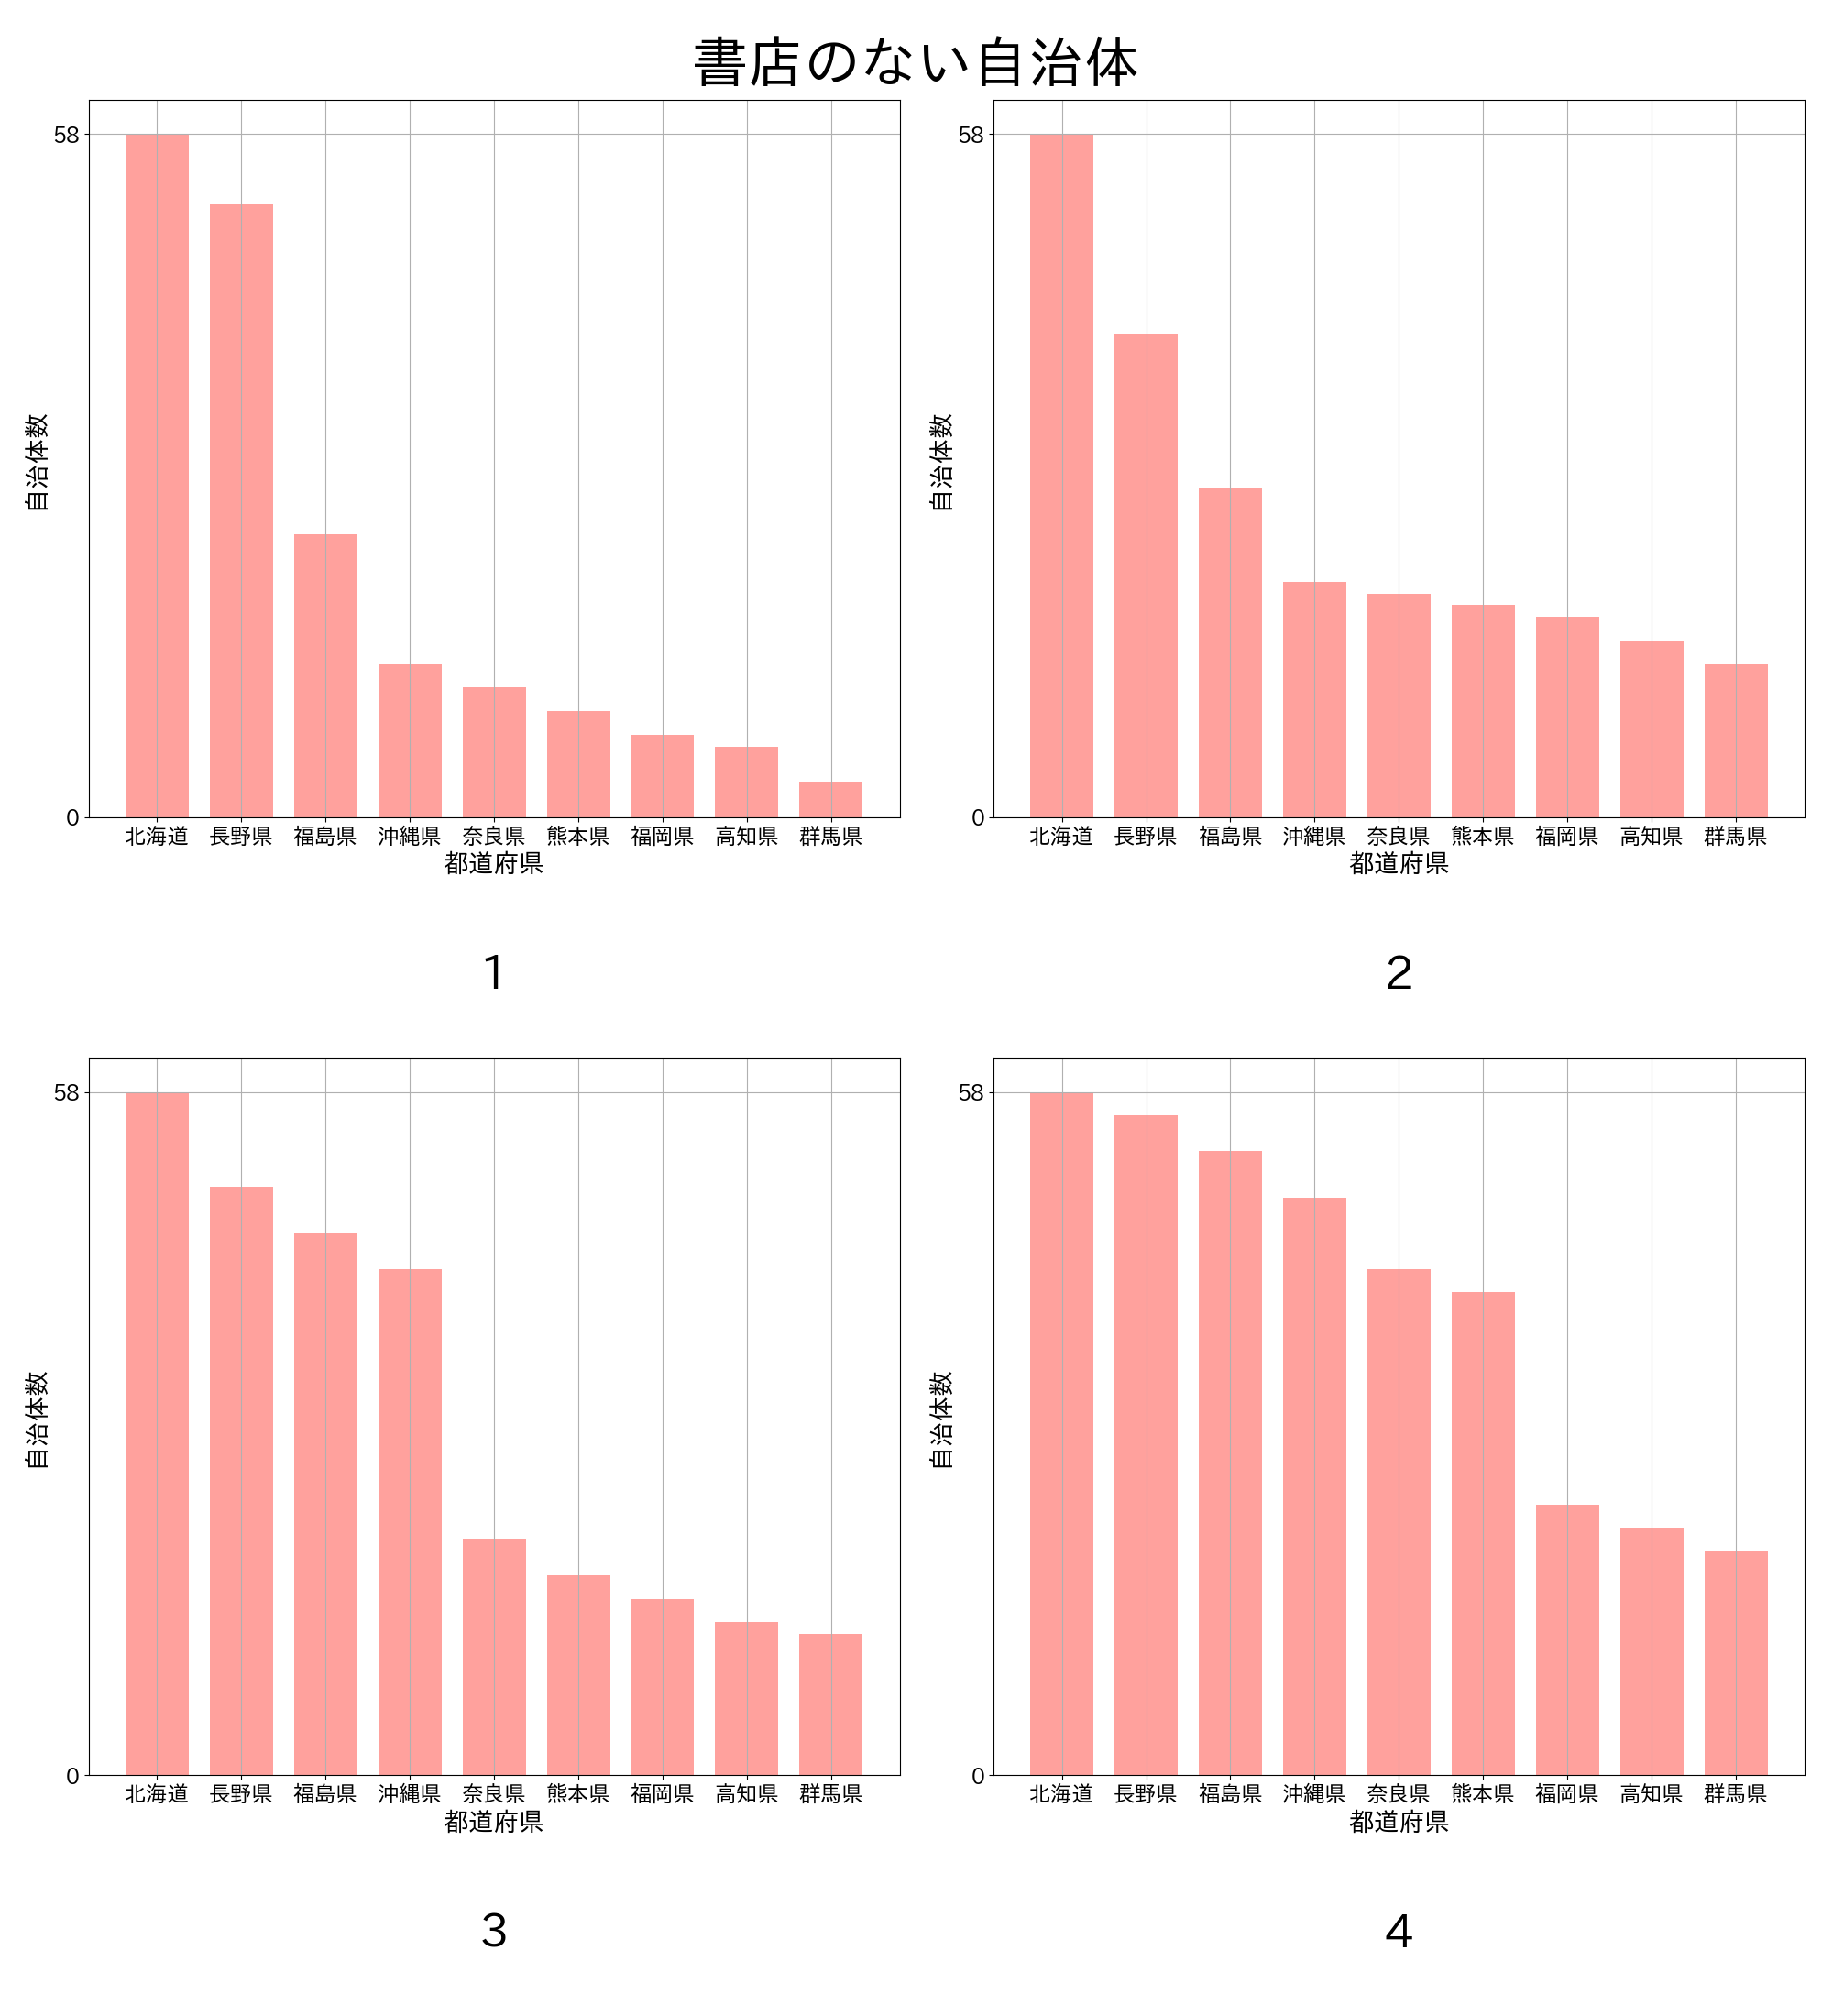 書店のない自治体
58
0
自治体数
北海道 長野県 福島県 沖縄県 奈良県 熊本県 福岡県 高知県 群馬県
都道府県
1
58
0
自治体数
北海道 長野県 福島県 沖縄県 奈良県 熊本県 福岡県 高知県 群馬県
都道府県
2
58
0
自治体数
北海道 長野県 福島県 沖縄県 奈良県 熊本県 福岡県 高知県 群馬県
都道府県
3
58
0
自治体数
北海道 長野県 福島県 沖縄県 奈良県 熊本県 福岡県 高知県 群馬県
都道府県
4